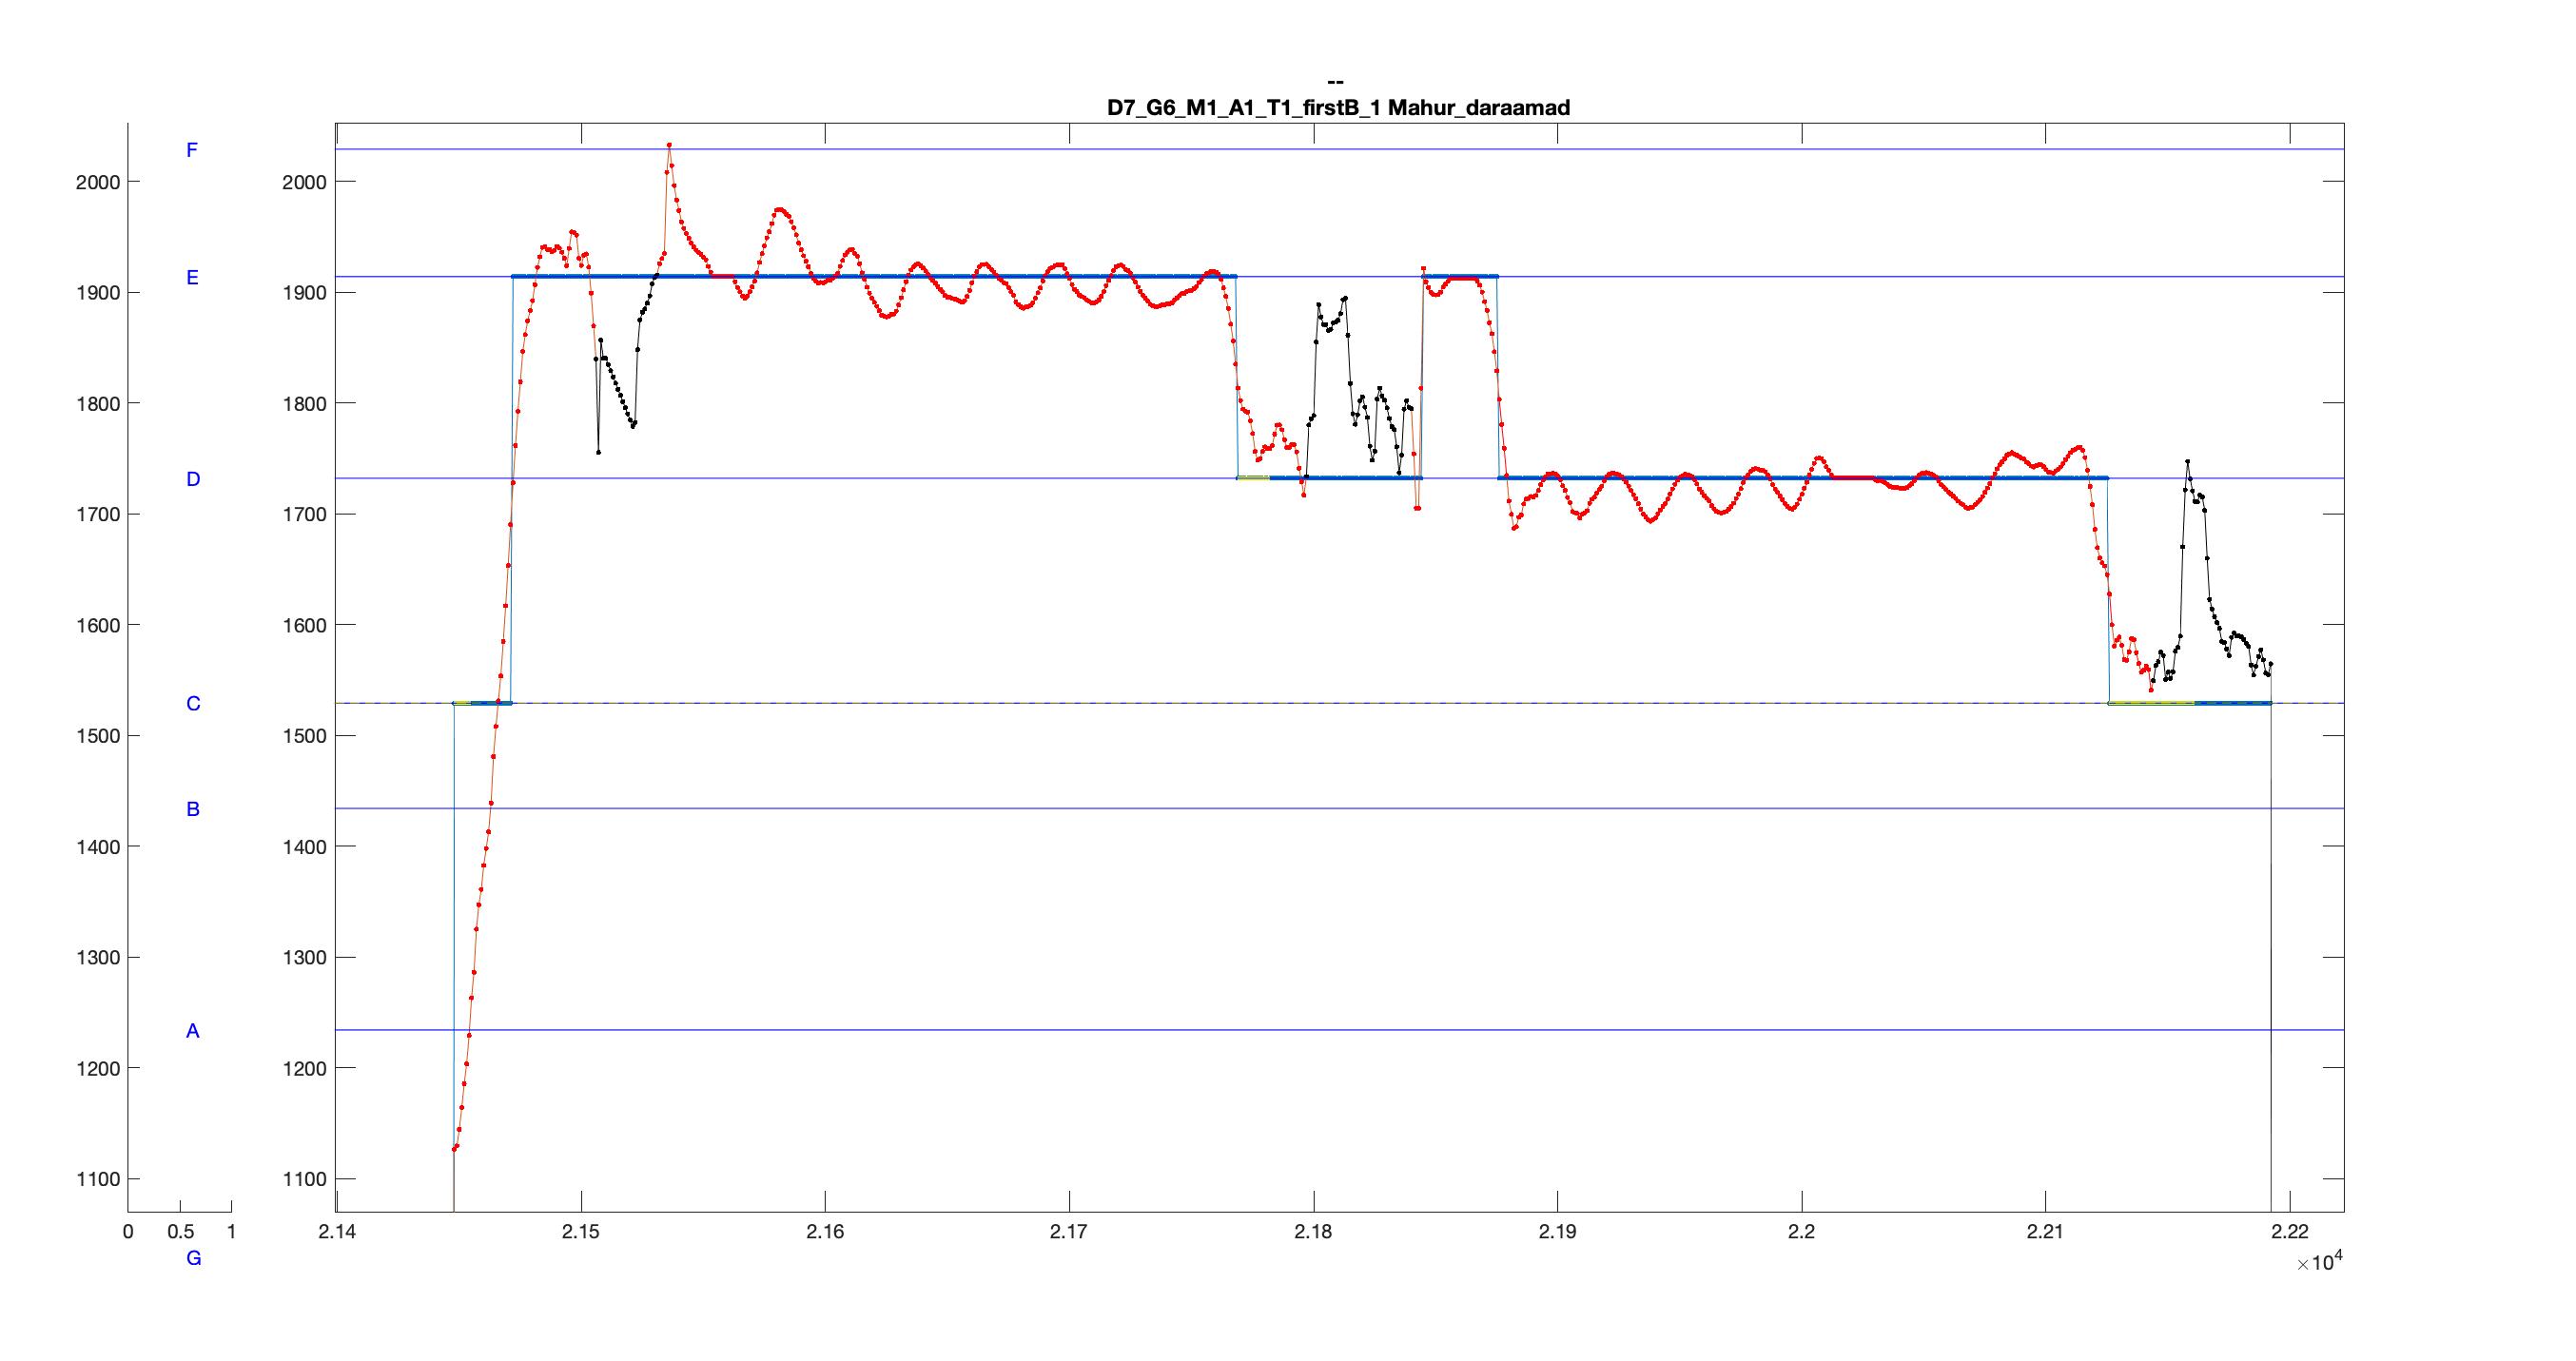 --
D7_G6_M1_A1_T1_firstB_1 Mahur_daraamad
F
2000 2000
E
1900 1900
1800 1800
D
1700 1700
1600 1600
C
1500 1500
B
1400 1400
1300 1300
A
1200 1200
1100 1100
0 0.5 1 2.14 2.15 2.16 2.17 2.18 2.19 2.2 2.21 2.22
G ×10⁴